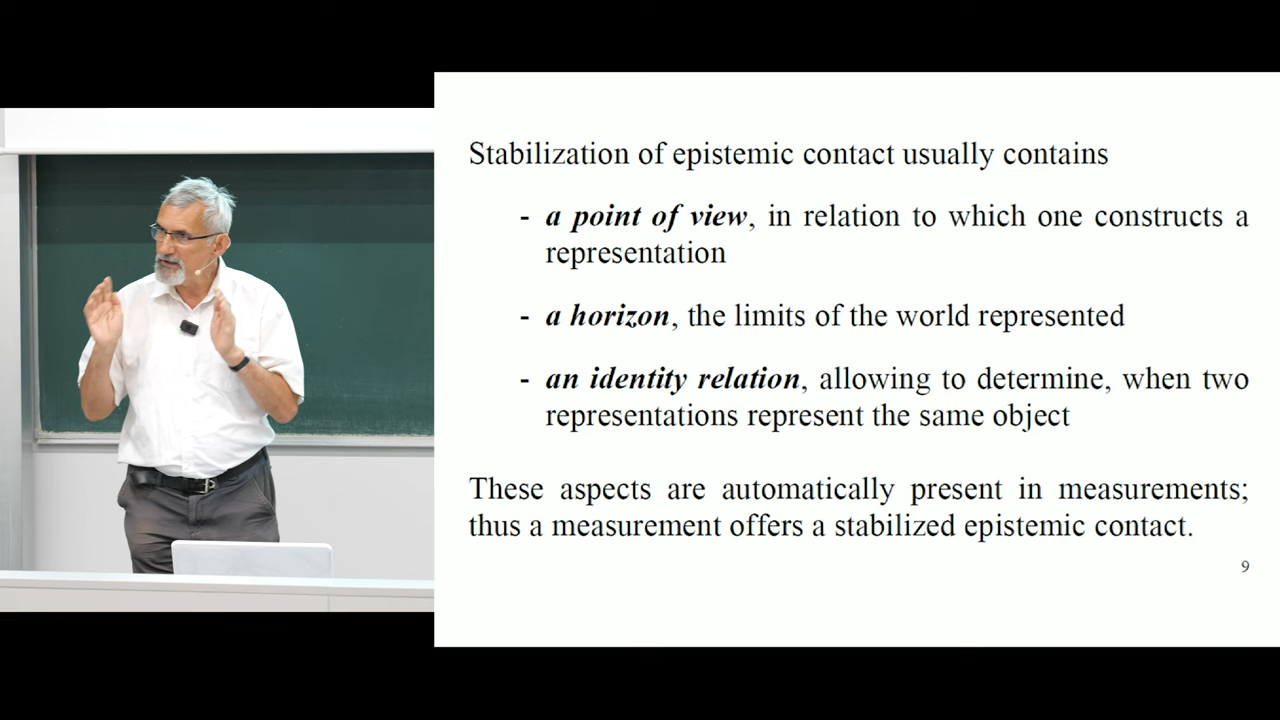 Stabilization of epistemic contact usually contains
- a point of view, in relation to which one constructs a
representation
- a horizon, the limits of the world represented
- an identity relation, allowing to determine, when two
representations represent the same object
These aspects are automatically present in measurements;
thus a measurement offers a stabilized epistemic contact.
9